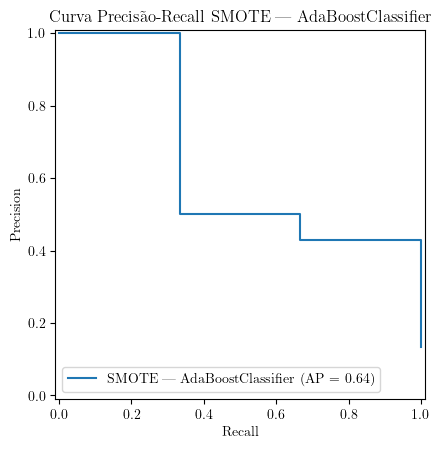 Curva Precisão-Recall SMOTE — AdaBoostClassifier
1.0
0.8
0.6
0.4
0.2
0.0
Precision
SMOTE — AdaBoostClassifier (AP = 0.64)
0.0 0.2 0.4 0.6 0.8 1.0
Recall